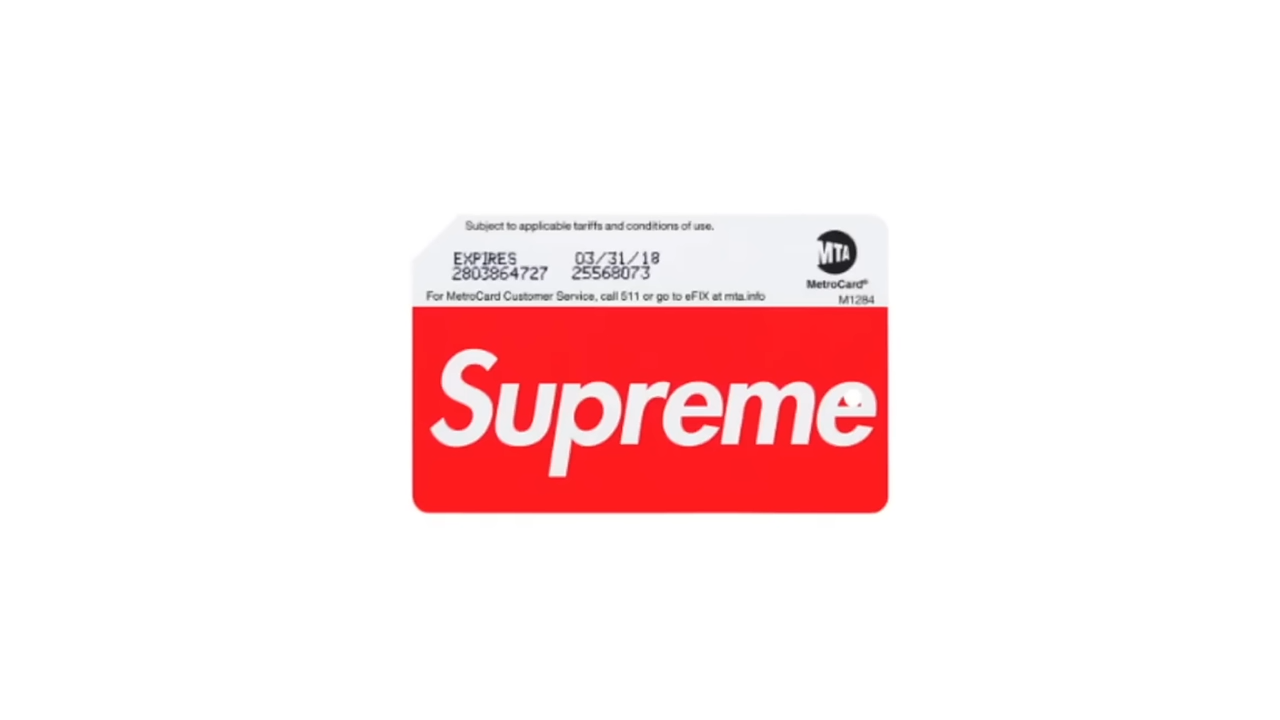 Subject to applicable tariffs and conditions of use.
EXPIRES 03/31/18
2803864727 25568073
MTA
MetroCard®
For MetroCard Customer Service, call 511 or go to eFIX at mta.info
M1284
Supreme